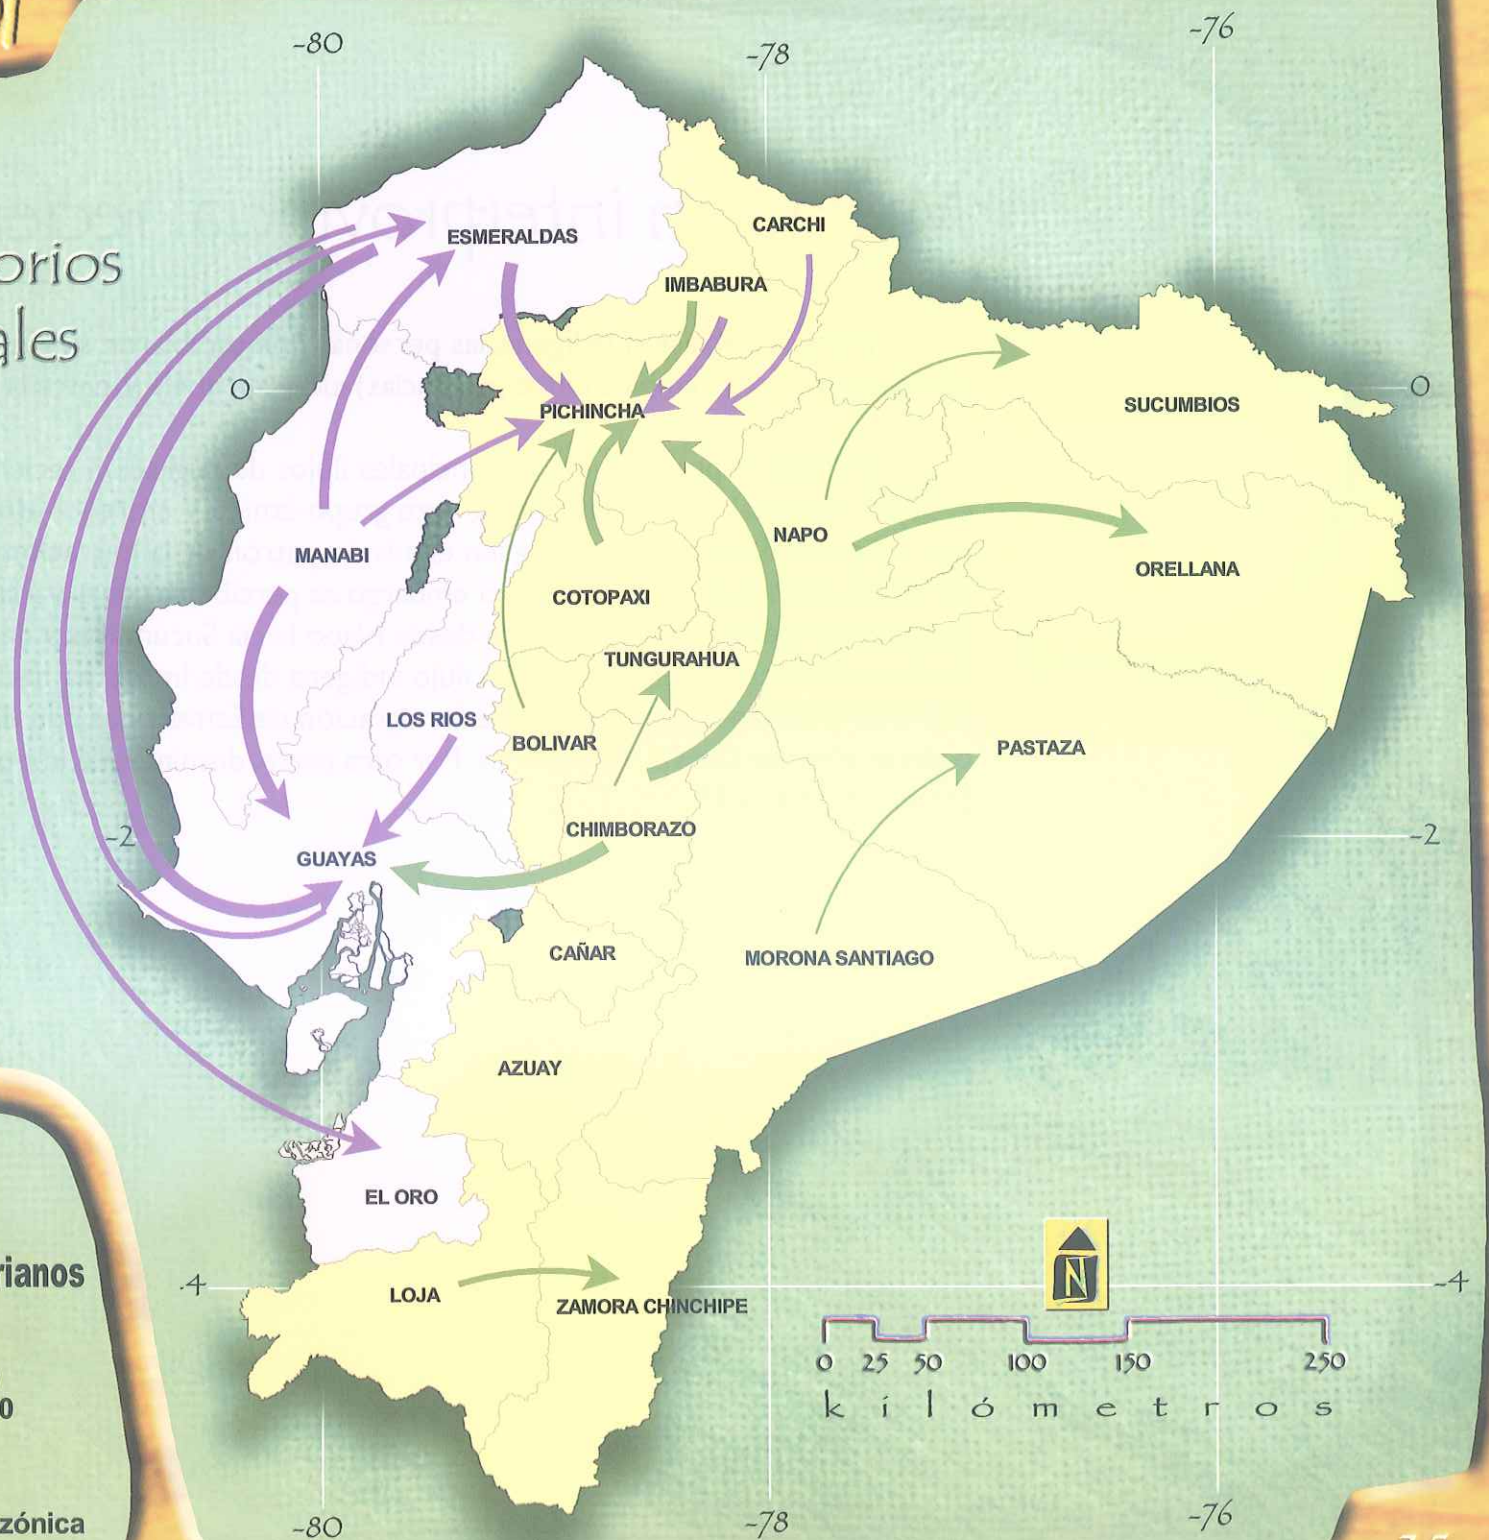 -80
-78
-76
ESMERALDAS
CARCHI
IMBABURA
orios
ales
0
0
PICHINCHA
SUCUMBIOS
NAPO
MANABI
ORELLANA
COTOPAXI
TUNGURAHUA
LOS RIOS
BOLIVAR
PASTAZA
CHIMBORAZO
-2
-2
GUAYAS
CAÑAR
MORONA SANTIAGO
AZUAY
EL ORO
rianos
-4
-4
LOJA
ZAMORA CHINCHIPE
N
0 25 50 100 150 250
kilómetros
0
zónica
-80
-78
-76